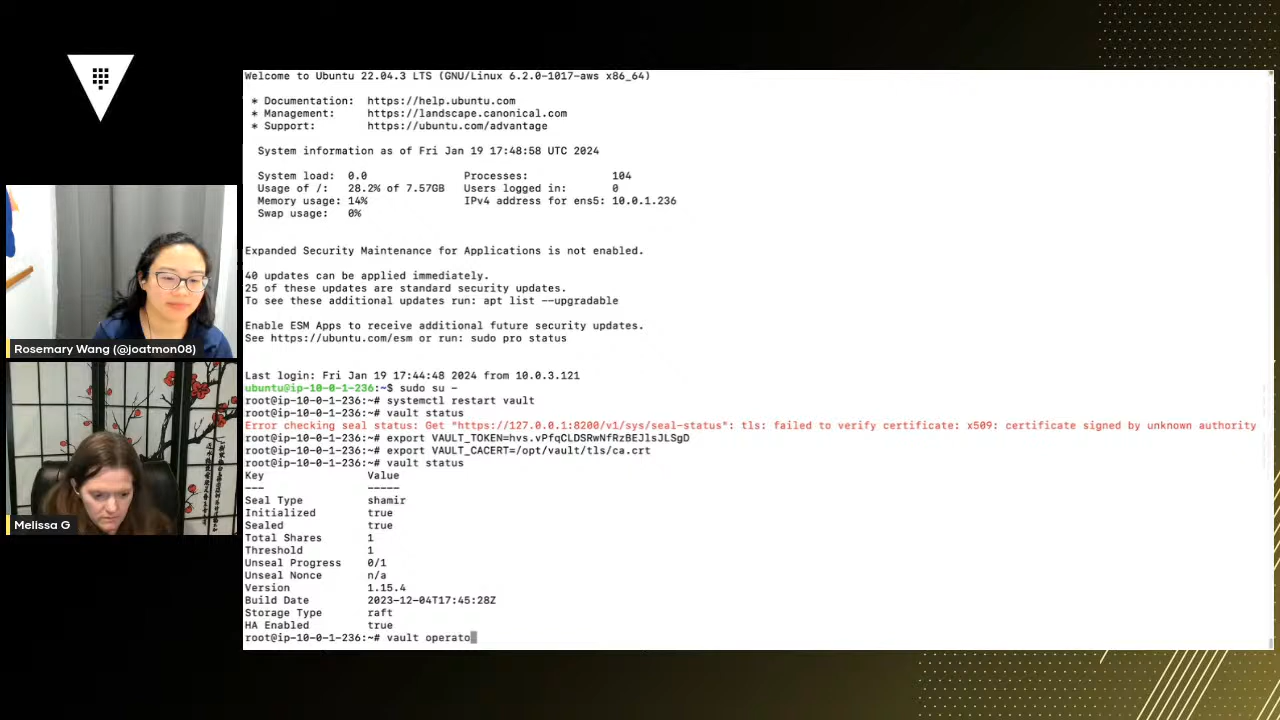 Welcome to Ubuntu 22.04.3 LTS (GNU/Linux 6.2.0-1017-aws x86_64)
* Documentation:  https://help.ubuntu.com
* Management:     https://landscape.canonical.com
* Support:        https://ubuntu.com/advantage
System information as of Fri Jan 19 17:48:58 UTC 2024
System load:  0.0                Processes:             104
Usage of /:   28.2% of 7.57GB   Users logged in:       0
Memory usage: 14%                IPv4 address for ens5: 10.0.1.236
Swap usage:   0%
Expanded Security Maintenance for Applications is not enabled.
40 updates can be applied immediately.
25 of these updates are standard security updates.
To see these additional updates run: apt list --upgradable
Enable ESM Apps to receive additional future security updates.
See https://ubuntu.com/esm or run: sudo pro status
Last login: Fri Jan 19 17:44:48 2024 from 10.0.3.121
ubuntu@ip-10-0-1-236:~$ sudo su -
root@ip-10-0-1-236:~# systemctl restart vault
root@ip-10-0-1-236:~# vault status
Error checking seal status: Get "https://127.0.0.1:8200/v1/sys/seal-status": tls: failed to verify certificate: x509: certificate signed by unknown authority
root@ip-10-0-1-236:~# export VAULT_TOKEN=hvs.vPfqCLDSRwNfRzBEJlsJLSgD
root@ip-10-0-1-236:~# export VAULT_CACERT=/opt/vault/tls/ca.crt
root@ip-10-0-1-236:~# vault status
Key                Value
---                -----
Seal Type          shamir
Initialized        true
Sealed             true
Total Shares       1
Threshold          1
Unseal Progress    0/1
Unseal Nonce       n/a
Version            1.15.4
Build Date         2023-12-04T17:45:28Z
Storage Type       raft
HA Enabled         true
root@ip-10-0-1-236:~# vault operato
Rosemary Wang (@joatmon08)
Melissa G